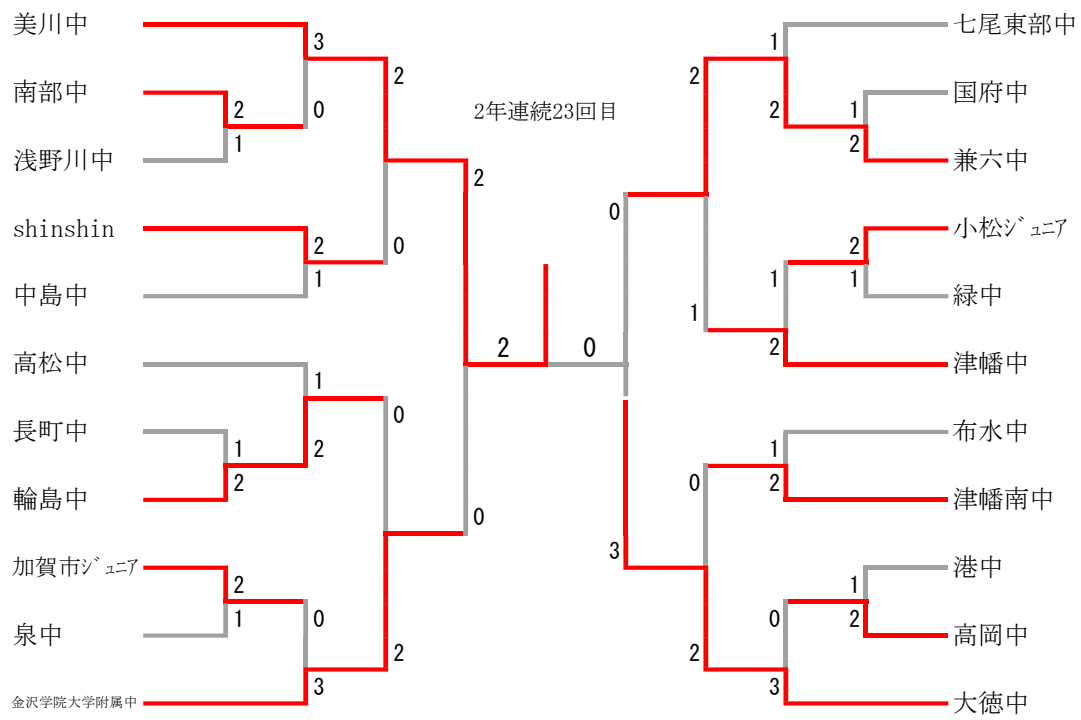 美川中
南部中
浅野川中
shinshin
中島中
高松中
長町中
輪島中
加賀市ｼﾞｭﾆｱ
泉中
金沢学院大学附属中
3
0
2
1
2
1
1
2
1
2
2
1
0
3
2
0
0
2
2
0
2年連続23回目
2
0
0
3
2
1
0
2
1
2
1
2
1
2
0
3
1
2
2
1
1
2
七尾東部中
国府中
兼六中
小松ｼﾞｭﾆｱ
緑中
津幡中
布水中
津幡南中
港中
高岡中
大徳中